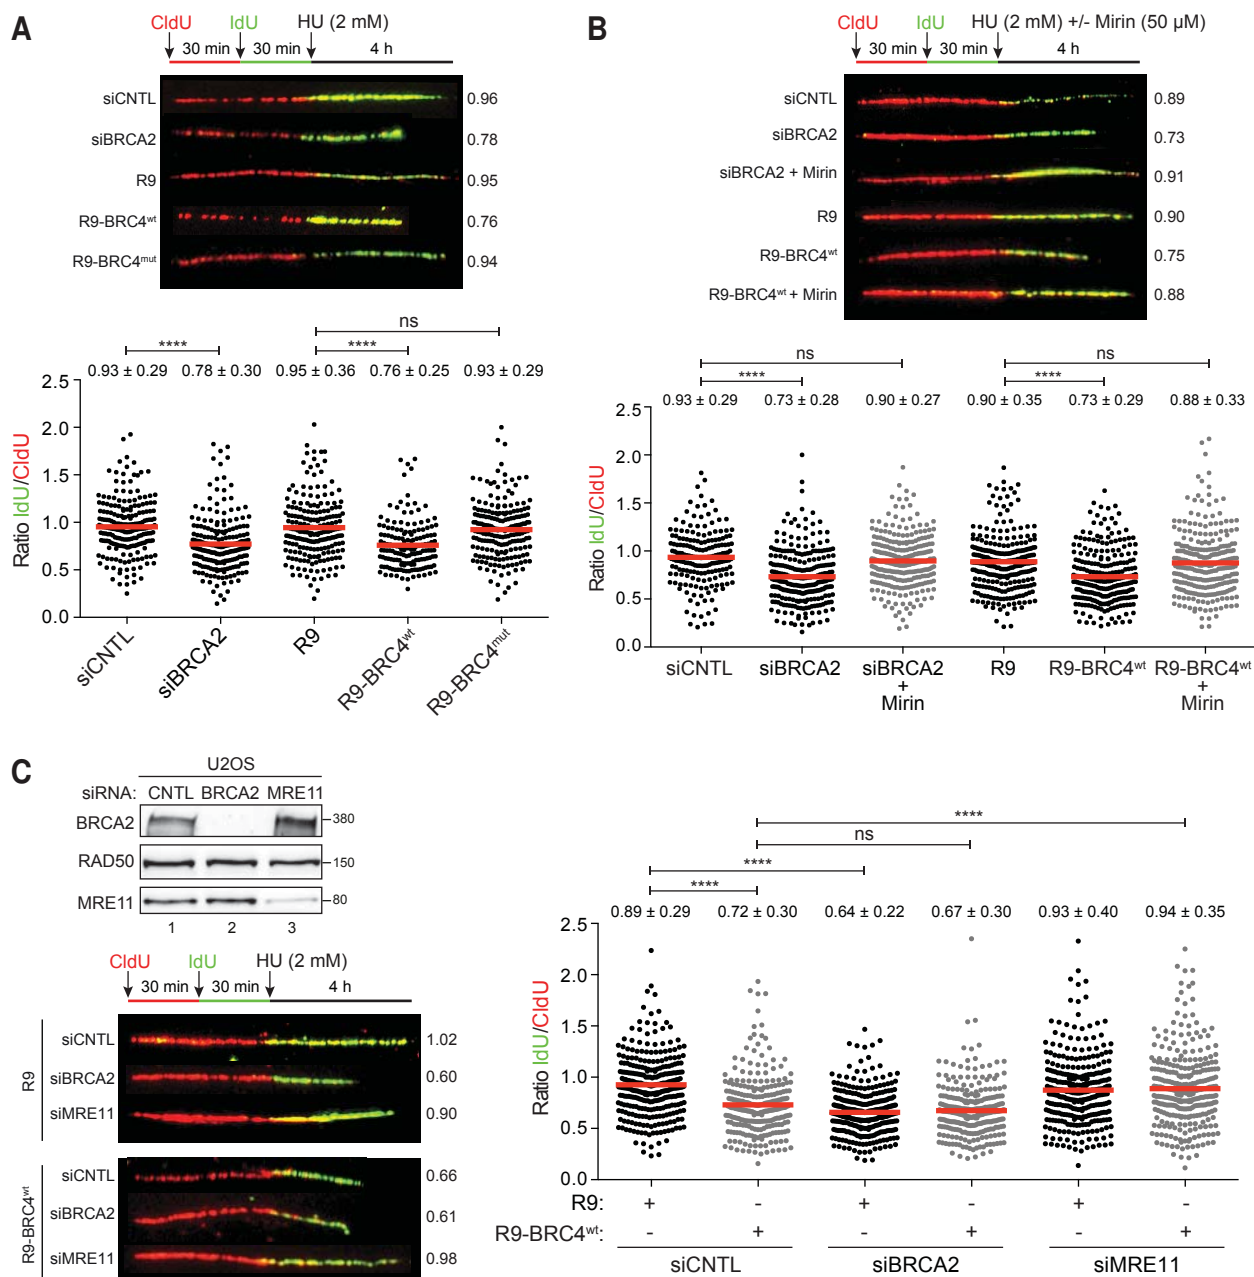 A
CldU IdU HU (2 mM)
30 min 30 min 4 h
siCNTL 0.96
siBRCA2 0.78
R9 0.95
R9-BRC4wt 0.76
R9-BRC4mut 0.94
ns
**** ****
0.93 ± 0.29 0.78 ± 0.30 0.95 ± 0.36 0.76 ± 0.25 0.93 ± 0.29
Ratio IdU/CldU
2.5
2.0
1.5
1.0
0.5
0.0
siCNTL siBRCA2 R9 R9-BRC4wt R9-BRC4mut
B
CldU IdU HU (2 mM) +/- Mirin (50 µM)
30 min 30 min 4 h
siCNTL 0.89
siBRCA2 0.73
siBRCA2 + Mirin 0.91
R9 0.90
R9-BRC4wt 0.75
R9-BRC4wt + Mirin 0.88
ns ns
**** ****
0.93 ± 0.29 0.73 ± 0.28 0.90 ± 0.27 0.90 ± 0.35 0.73 ± 0.29 0.88 ± 0.33
Ratio IdU/CldU
2.5
2.0
1.5
1.0
0.5
0.0
siCNTL siBRCA2 siBRCA2 R9 R9-BRC4wt R9-BRC4wt
+ +
Mirin Mirin
C
U2OS
siRNA: CNTL BRCA2 MRE11
BRCA2 380
RAD50 150
MRE11 80
1 2 3
CldU IdU HU (2 mM)
30 min 30 min 4 h
R9
siCNTL 1.02
siBRCA2 0.60
siMRE11 0.90
R9-BRC4wt
siCNTL 0.66
siBRCA2 0.61
siMRE11 0.98
****
ns
****
****
0.89 ± 0.29 0.72 ± 0.30 0.64 ± 0.22 0.67 ± 0.30 0.93 ± 0.40 0.94 ± 0.35
Ratio IdU/CldU
2.5
2.0
1.5
1.0
0.5
0.0
R9: + - + - + -
R9-BRC4wt: - + - + - +
siCNTL siBRCA2 siMRE11